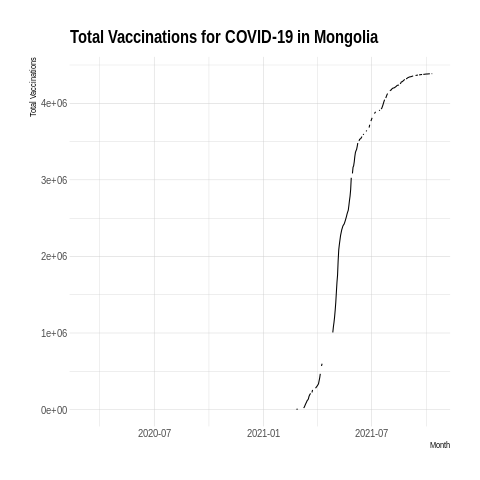 Total Vaccinations for COVID-19 in Mongolia
Total Vaccinations
4e+06
3e+06
2e+06
1e+06
0e+00
2020-07 2021-01 2021-07
Month